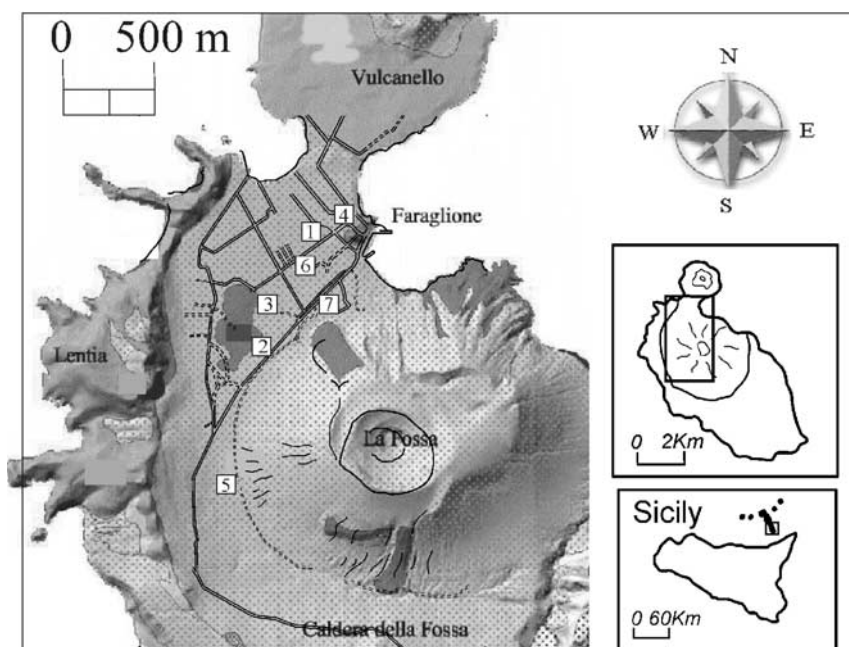 0 500 m
Vulcanello
N
W E
S
Faraglione
4
1
6
3
7
2
Lentia
La Fossa
5
Caldera della Fossa
0 2Km
Sicily
0 60Km